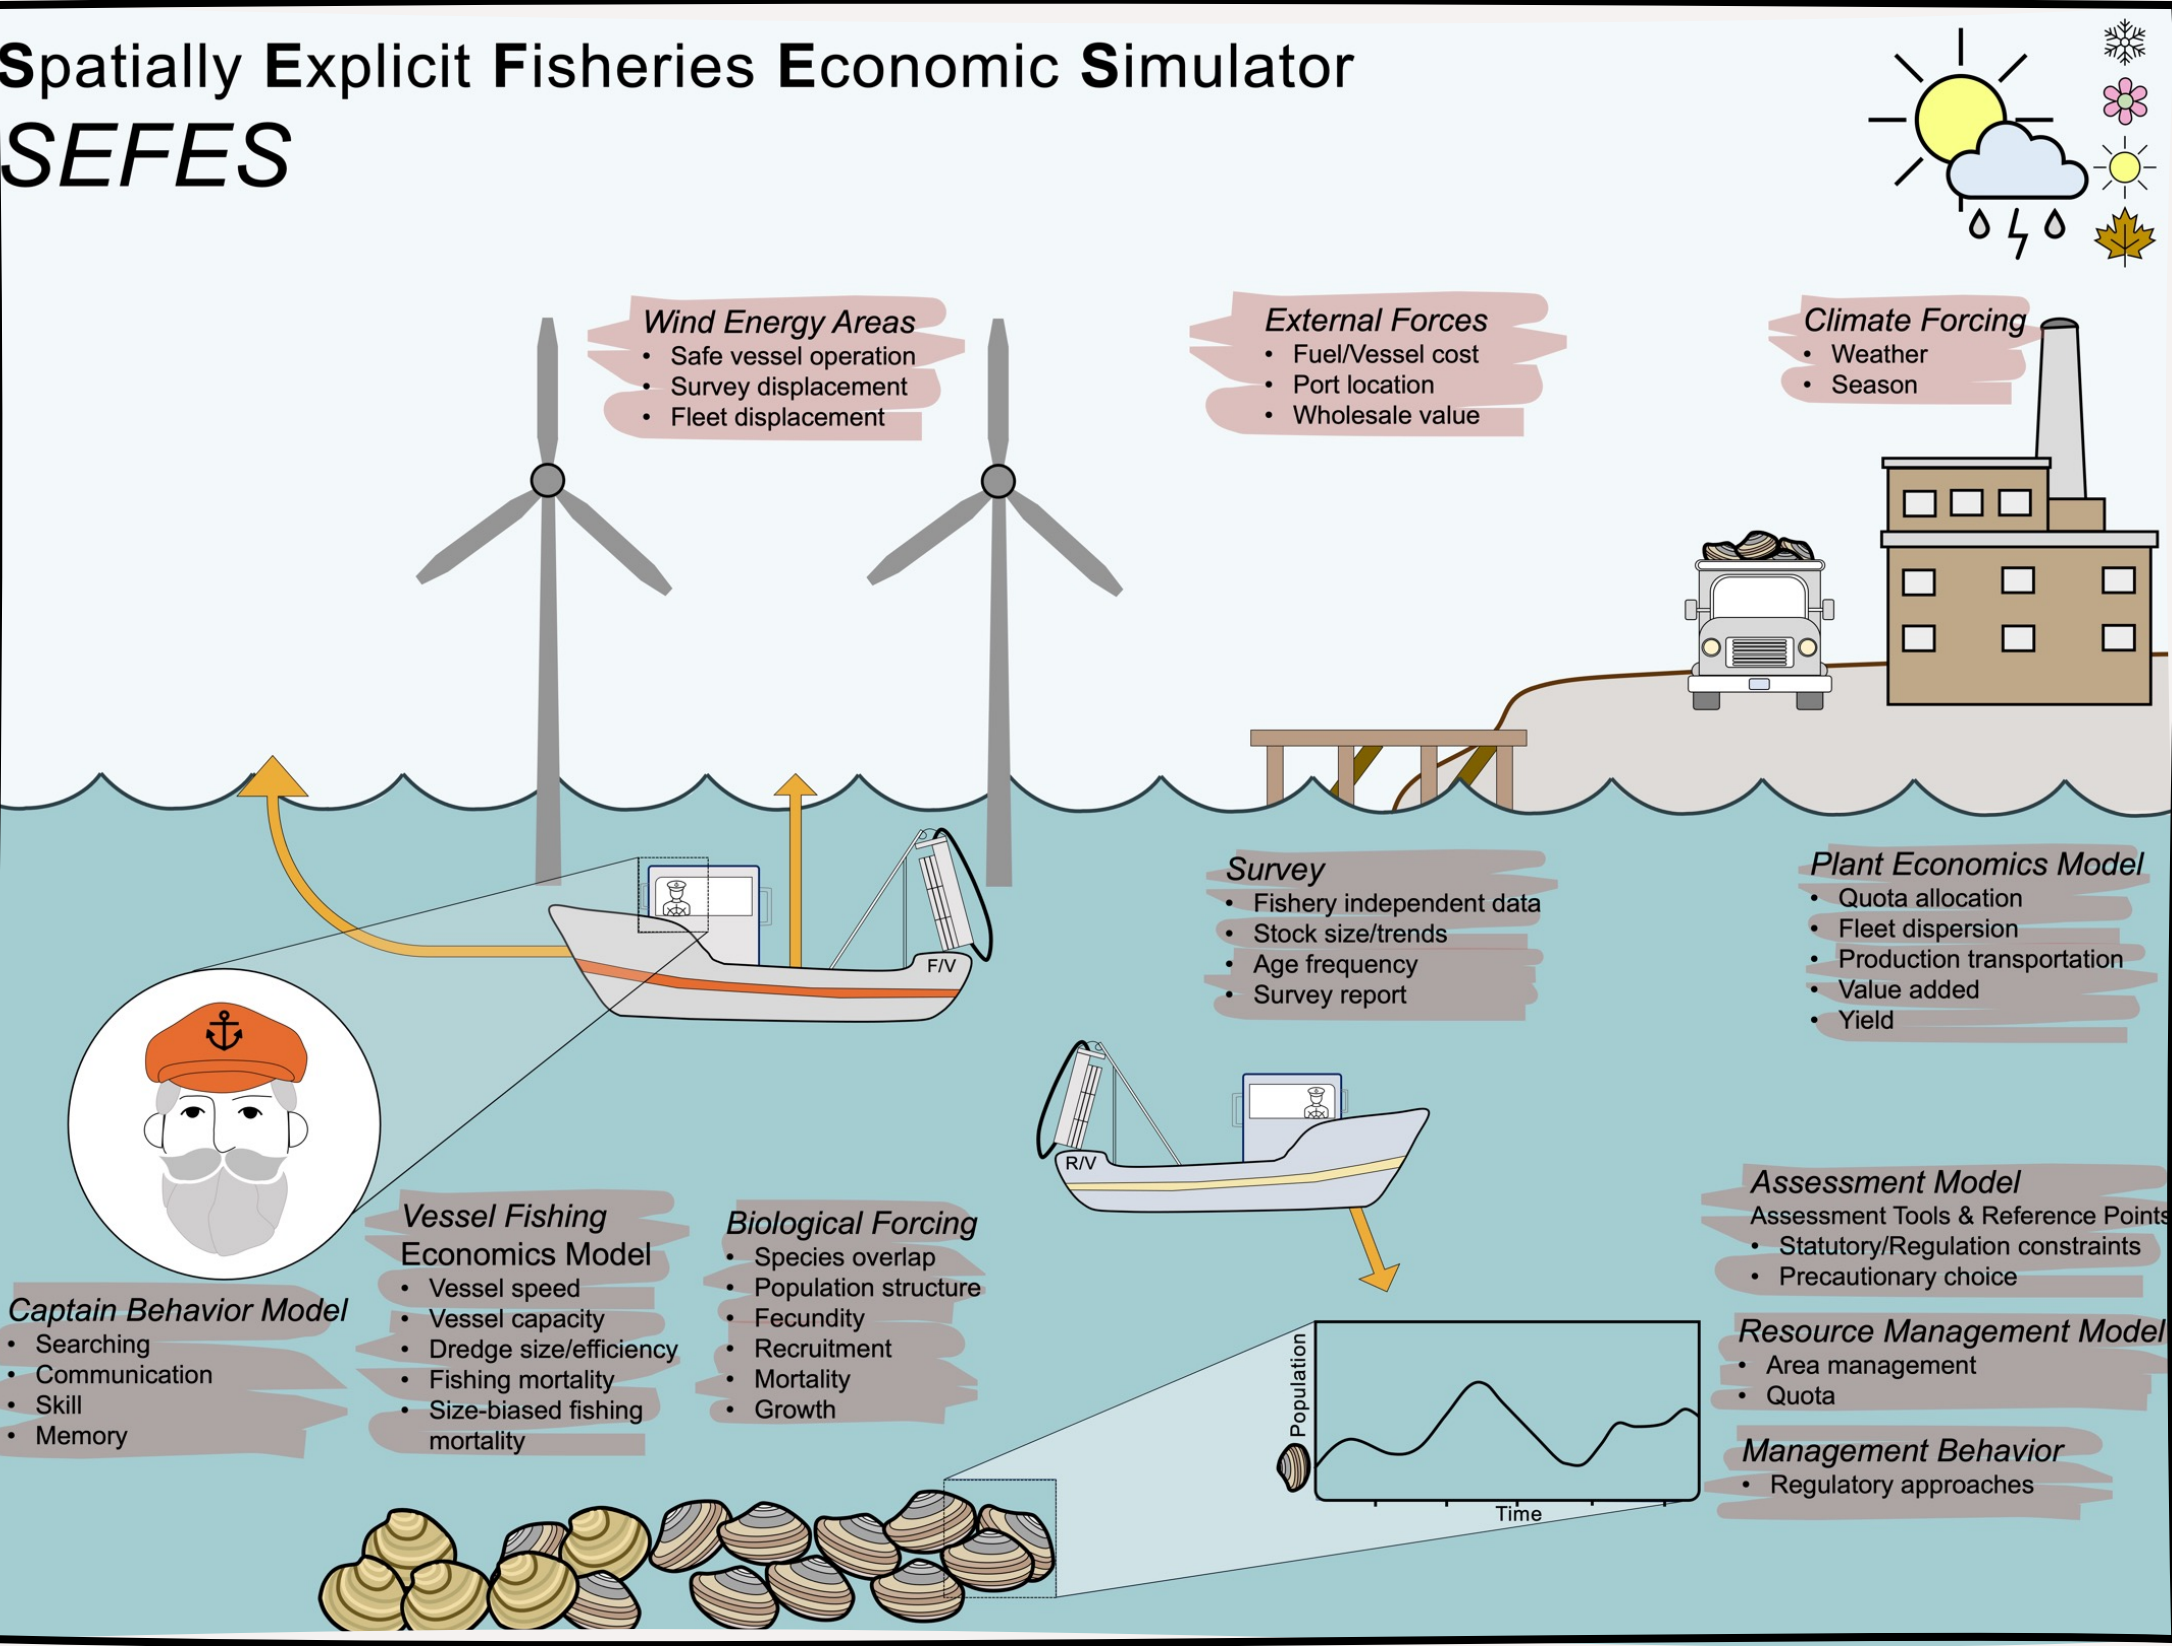 Spatially Explicit Fisheries Economic Simulator
SEFES
Wind Energy Areas
• Safe vessel operation
• Survey displacement
• Fleet displacement
External Forces
• Fuel/Vessel cost
• Port location
• Wholesale value
Climate Forcing
• Weather
• Season
F/V
Survey
• Fishery independent data
• Stock size/trends
• Age frequency
• Survey report
Plant Economics Model
• Quota allocation
• Fleet dispersion
• Production transportation
• Value added
• Yield
R/V
Captain Behavior Model
• Searching
• Communication
• Skill
• Memory
Vessel Fishing
Economics Model
• Vessel speed
• Vessel capacity
• Dredge size/efficiency
• Fishing mortality
• Size-biased fishing
mortality
Biological Forcing
• Species overlap
• Population structure
• Fecundity
• Recruitment
• Mortality
• Growth
Population
Time
Assessment Model
Assessment Tools & Reference Points
• Statutory/Regulation constraints
• Precautionary choice
Resource Management Model
• Area management
• Quota
Management Behavior
• Regulatory approaches